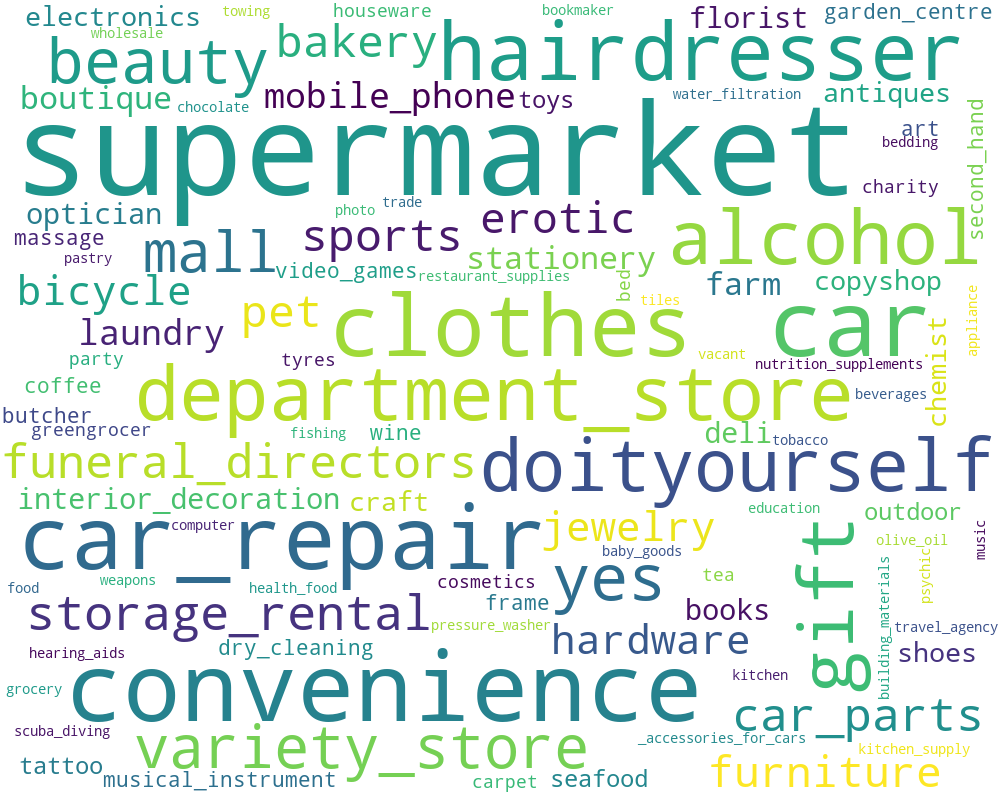 electronics
towing
houseware
bookmaker
florist
garden_centre
wholesale
beauty
bakery
hairdresser
boutique
chocolate
mobile_phone
toys
water_filtration
antiques
supermarket
art
bedding
second_hand
charity
optician
photo
trade
erotic
alcohol
massage
pastry
mall
sports
stationery
video_games
restaurant_supplies
bed
farm
copyshop
bicycle
pet
clothes
tiles
car
appliance
laundry
chemist
party
tyres
vacant
nutrition_supplements
coffee
department_store
beverages
butcher
greengrocer
fishing
wine
deli
tobacco
funeral_directors
doityourself
interior_decoration
craft
education
outdoor
car_repair
computer
jewelry
gift
olive_oil
music
baby_goods
psychic
food
weapons
health_food
cosmetics
yes
tea
building_materials
storage_rental
pressure_washer
frame
books
travel_agency
hearing_aids
dry_cleaning
hardware
shoes
grocery
convenience
kitchen
scuba_diving
variety_store
car_parts
_accessories_for_cars
kitchen_supply
tattoo
musical_instrument
carpet
seafood
furniture